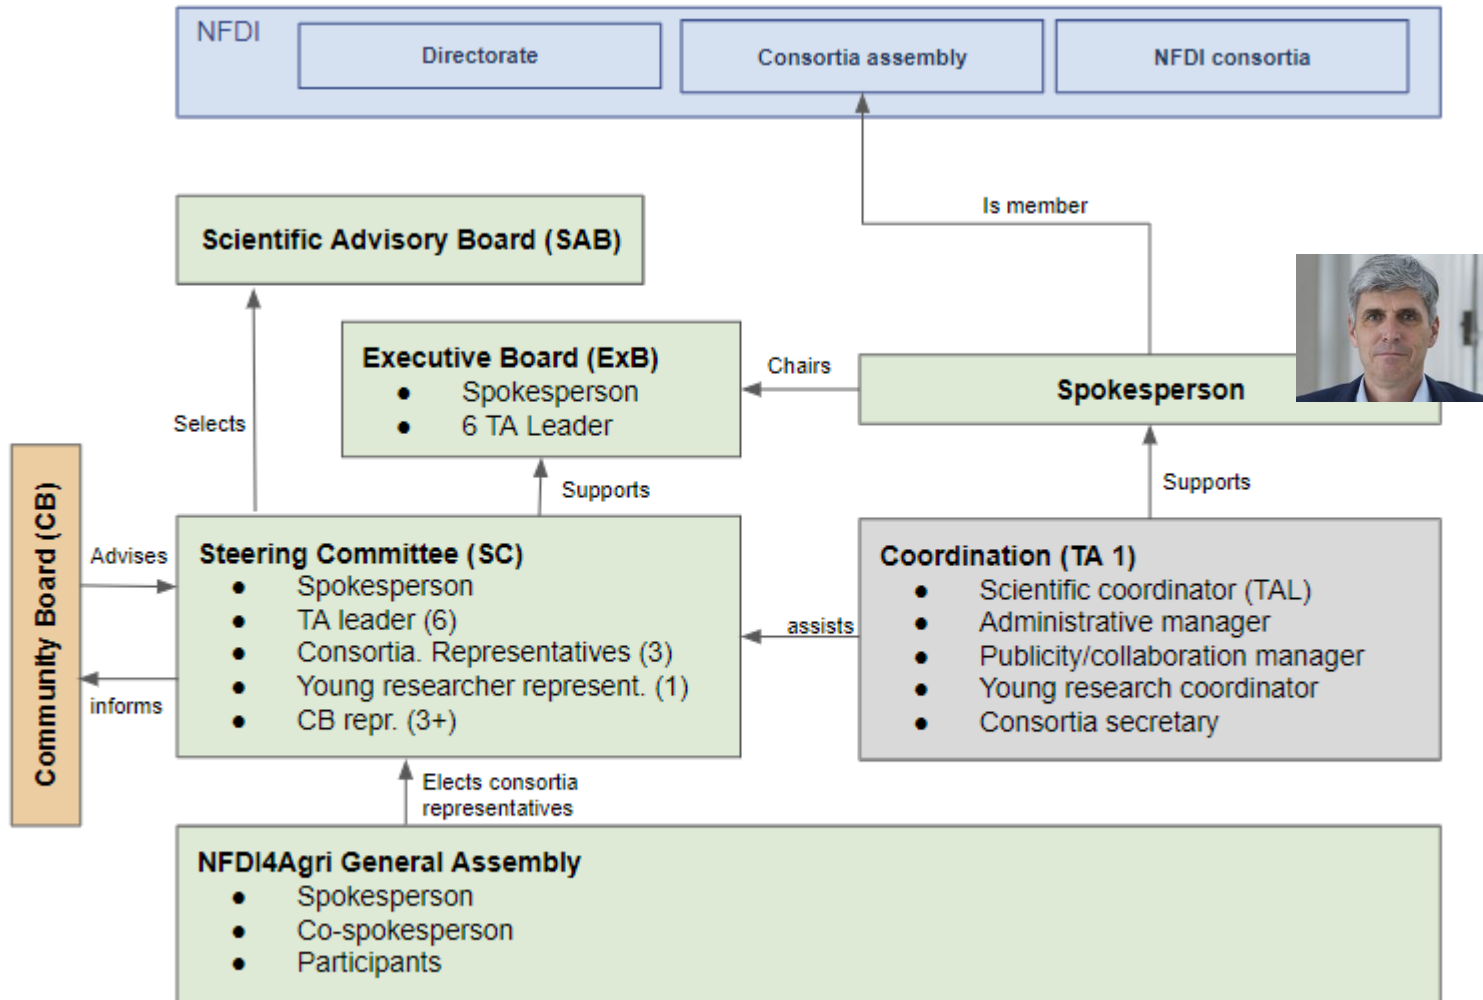 NFDI
Directorate
Consortia assembly
NFDI consortia
Is member
Scientific Advisory Board (SAB)
Executive Board (ExB)
● Spokesperson
● 6 TA Leader
Chairs
Spokesperson
Selects
Supports
Supports
Community Board (CB)
Advises
informs
Steering Committee (SC)
● Spokesperson
● TA leader (6)
● Consortia. Representatives (3)
● Young researcher represent. (1)
● CB repr. (3+)
assists
Coordination (TA 1)
● Scientific coordinator (TAL)
● Administrative manager
● Publicity/collaboration manager
● Young research coordinator
● Consortia secretary
Elects consortia
representatives
NFDI4Agri General Assembly
● Spokesperson
● Co-spokesperson
● Participants